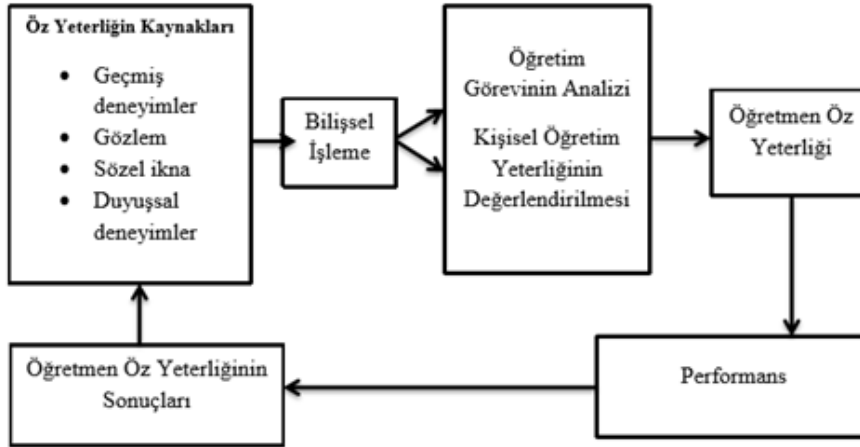 Öz Yeterliğin Kaynakları
• Geçmiş
deneyimler
• Gözlem
• Sözel ikna
• Duyuşsal
deneyimler
Bilişsel
İşleme
Öğretim
Görevinin Analizi
Kişisel Öğretim
Yeterliğinin
Değerlendirilmesi
Öğretmen Öz
Yeterliği
Performans
Öğretmen Öz Yeterliğinin
Sonuçları